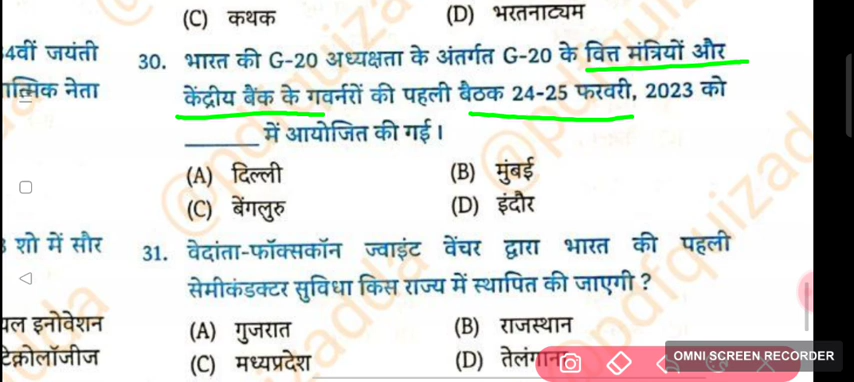 (C) कथक (D) भरतनाट्यम
4वीं जयंती
त्मिक नेता
30. भारत की G-20 अध्यक्षता के अंतर्गत G-20 के वित्त मंत्रियों और
केंद्रीय बैंक के गवर्नरों की पहली बैठक 24-25 फरवरी, 2023 को
______ में आयोजित की गई।
(A) दिल्ली (B) मुंबई
(C) बेंगलुरु (D) इंदौर
शो में सौर
31. वेदांता-फॉक्सकॉन ज्वाइंट वेंचर द्वारा भारत की पहली
सेमीकंडक्टर सुविधा किस राज्य में स्थापित की जाएगी ?
इनोवेशन
टेक्नोलॉजीज
(A) गुजरात (B) राजस्थान
(C) मध्यप्रदेश (D) तेलंगाना
OMNI SCREEN RECORDER